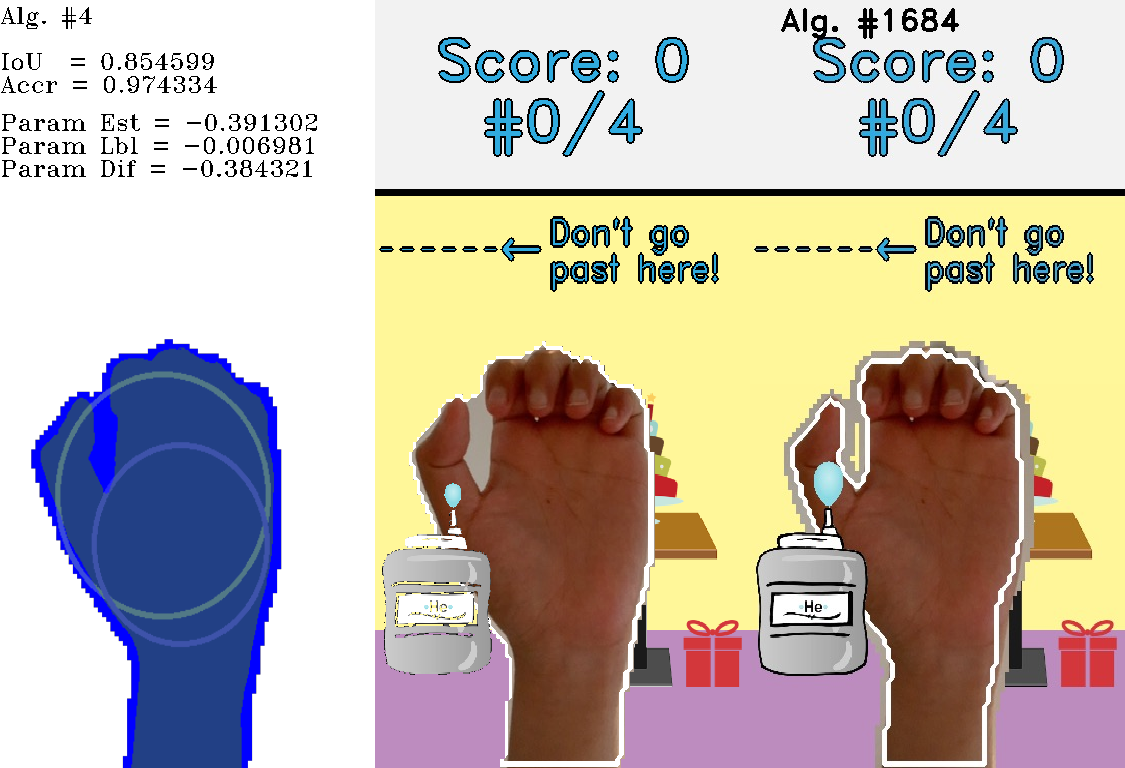 Alg. #4
IoU = 0.854599
Accr = 0.974334
Param Est = −0.391302
Param Lbl = −0.006981
Param Dif = −0.384321
Score: 0
#0/4
Don't go
past here!
He
Alg. #1684
Score: 0
#0/4
Don't go
past here!
He